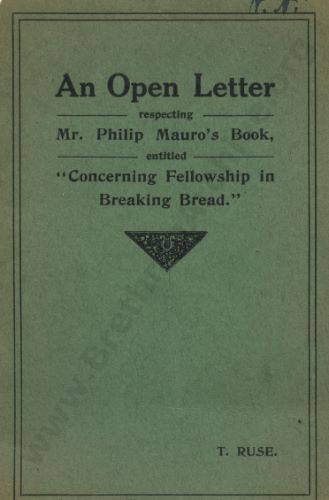 An Open Letter
respecting
Mr. Philip Mauro's Book,
entitled
"Concerning Fellowship in
Breaking Bread."
T. RUSE.